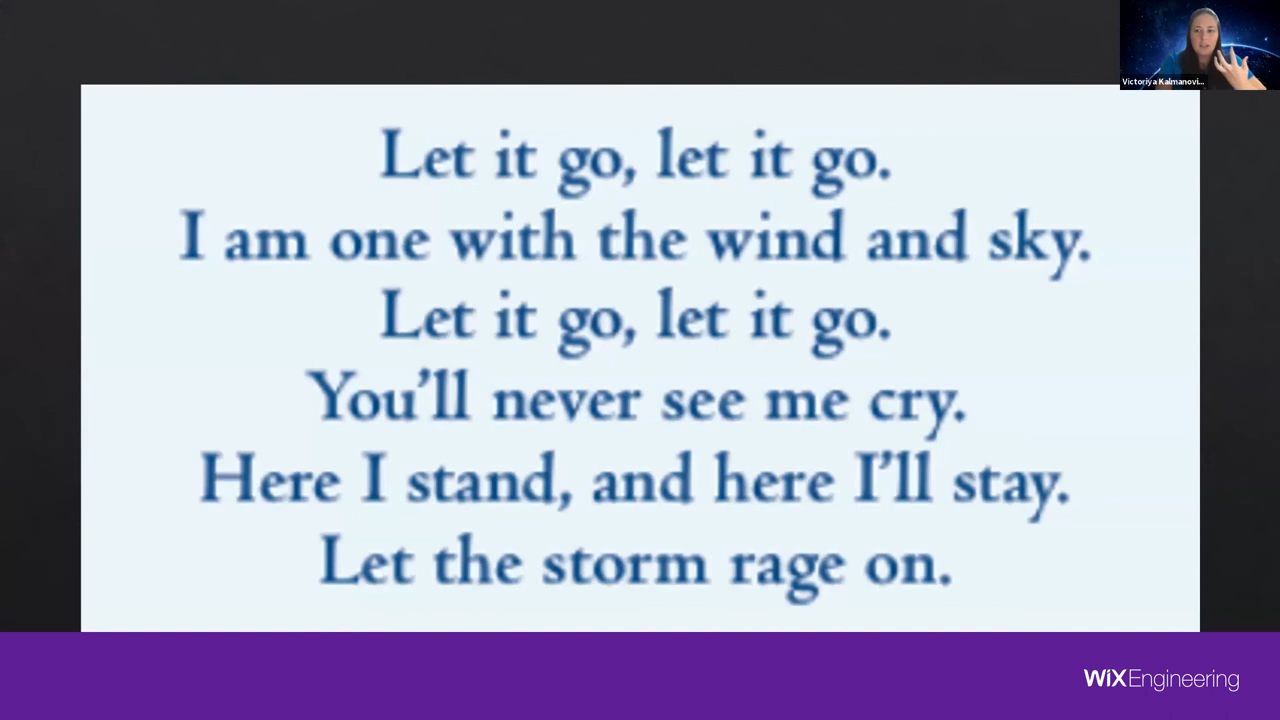 Victoriya Kalmanovi...
Let it go, let it go.
I am one with the wind and sky.
Let it go, let it go.
You’ll never see me cry.
Here I stand, and here I’ll stay.
Let the storm rage on.
WiXEngineering